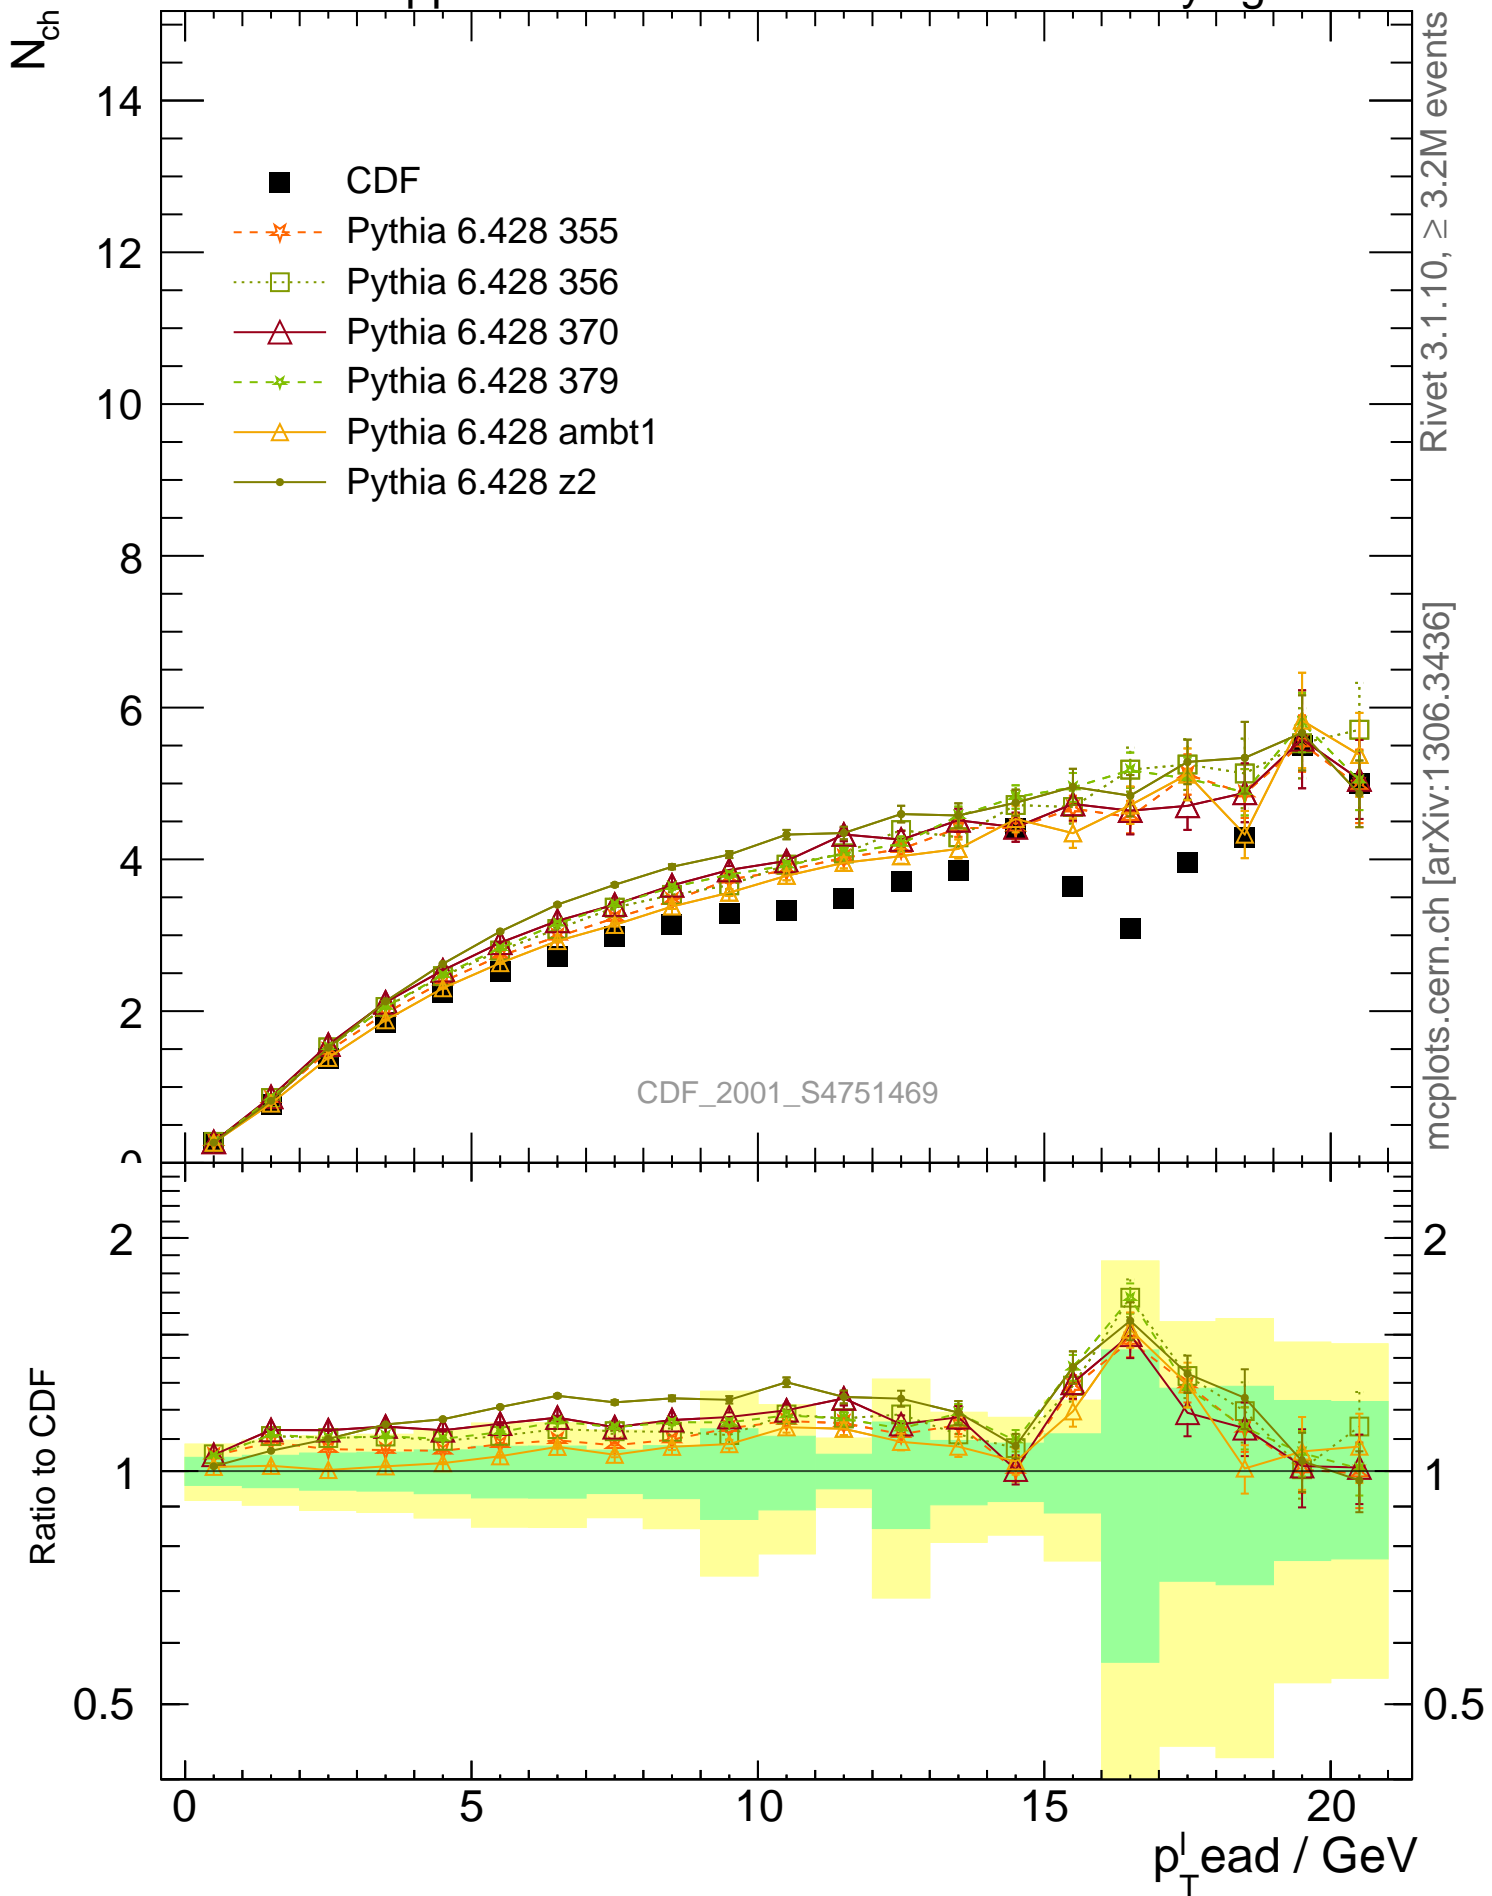 N_ch
14
12
10
8
6
4
2
0
CDF
Pythia 6.428 355
Pythia 6.428 356
Pythia 6.428 370
Pythia 6.428 379
Pythia 6.428 ambt1
Pythia 6.428 z2
CDF_2001_S4751469
Rivet 3.1.10, ≥ 3.2M events
mcplots.cern.ch [arXiv:1306.3436]
Ratio to CDF
2
1
0.5
2
1
0.5
0 5 10 15 20
p_T^l ead / GeV